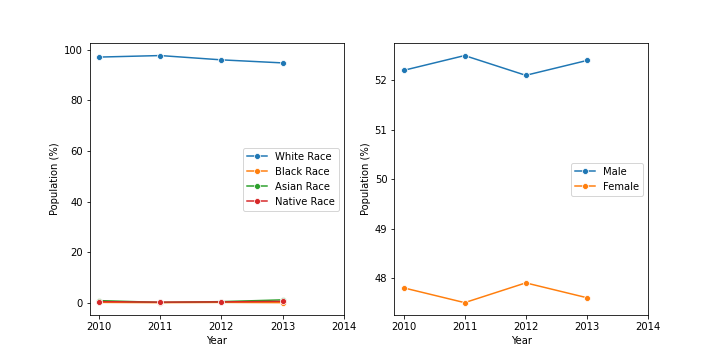 100
80
60
40
20
0
Population (%)
2010 2011 2012 2013 2014
Year
White Race
Black Race
Asian Race
Native Race
52
51
50
49
48
Population (%)
2010 2011 2012 2013 2014
Year
Male
Female